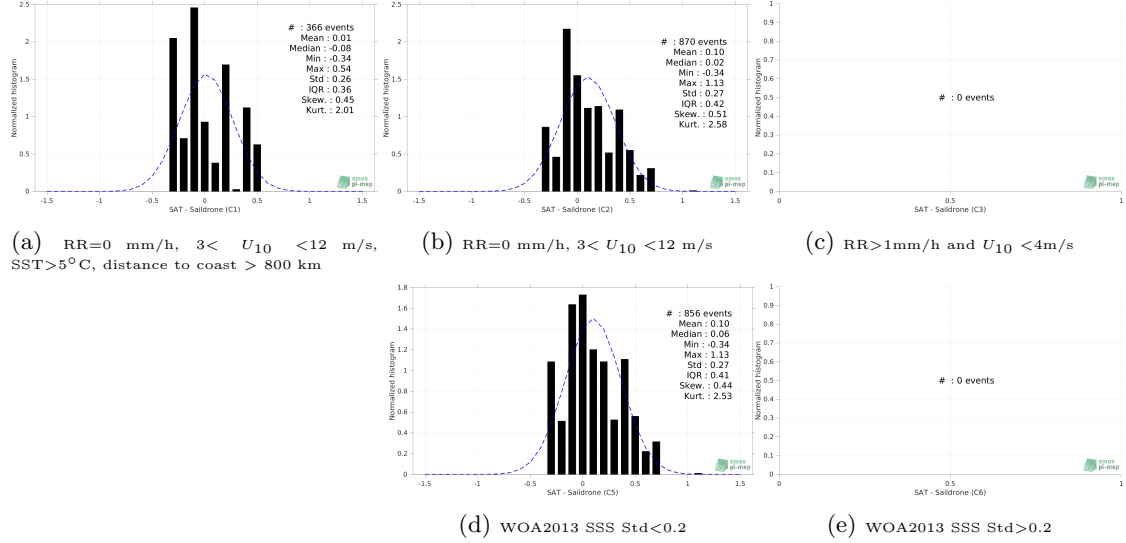 2.5
2
1.5
1
0.5
0
Normalized histogram
# : 366 events
Mean : 0.01
Median : -0.08
Min : -0.34
Max : 0.54
Std : 0.26
IQR : 0.36
Skew. : 0.45
Kurt. : 2.01
smos
pi-mep
-1.5 -1 -0.5 0 0.5 1 1.5
SAT - Saildrone (C1)
(a) RR=0 mm/h, 3< U10 <12 m/s,
SST>5°C, distance to coast > 800 km
2.5
2
1.5
1
0.5
0
Normalized histogram
# : 870 events
Mean : 0.10
Median : 0.02
Min : -0.34
Max : 1.13
Std : 0.27
IQR : 0.42
Skew. : 0.51
Kurt. : 2.58
smos
pi-mep
-1.5 -1 -0.5 0 0.5 1 1.5
SAT - Saildrone (C2)
(b) RR=0 mm/h, 3< U10 <12 m/s
1
0.9
0.8
0.7
0.6
0.5
0.4
0.3
0.2
0.1
0
Normalized histogram
# : 0 events
smos
pi-mep
0 0.5 1
SAT - Saildrone (C3)
(c) RR>1mm/h and U10 <4m/s
1.8
1.6
1.4
1.2
1
0.8
0.6
0.4
0.2
0
Normalized histogram
# : 856 events
Mean : 0.10
Median : 0.06
Min : -0.34
Max : 1.13
Std : 0.27
IQR : 0.41
Skew. : 0.44
Kurt. : 2.53
smos
pi-mep
-1.5 -1 -0.5 0 0.5 1 1.5
SAT - Saildrone (C5)
(d) WOA2013 SSS Std<0.2
1
0.9
0.8
0.7
0.6
0.5
0.4
0.3
0.2
0.1
0
Normalized histogram
# : 0 events
smos
pi-mep
0 0.5 1
SAT - Saildrone (C6)
(e) WOA2013 SSS Std>0.2